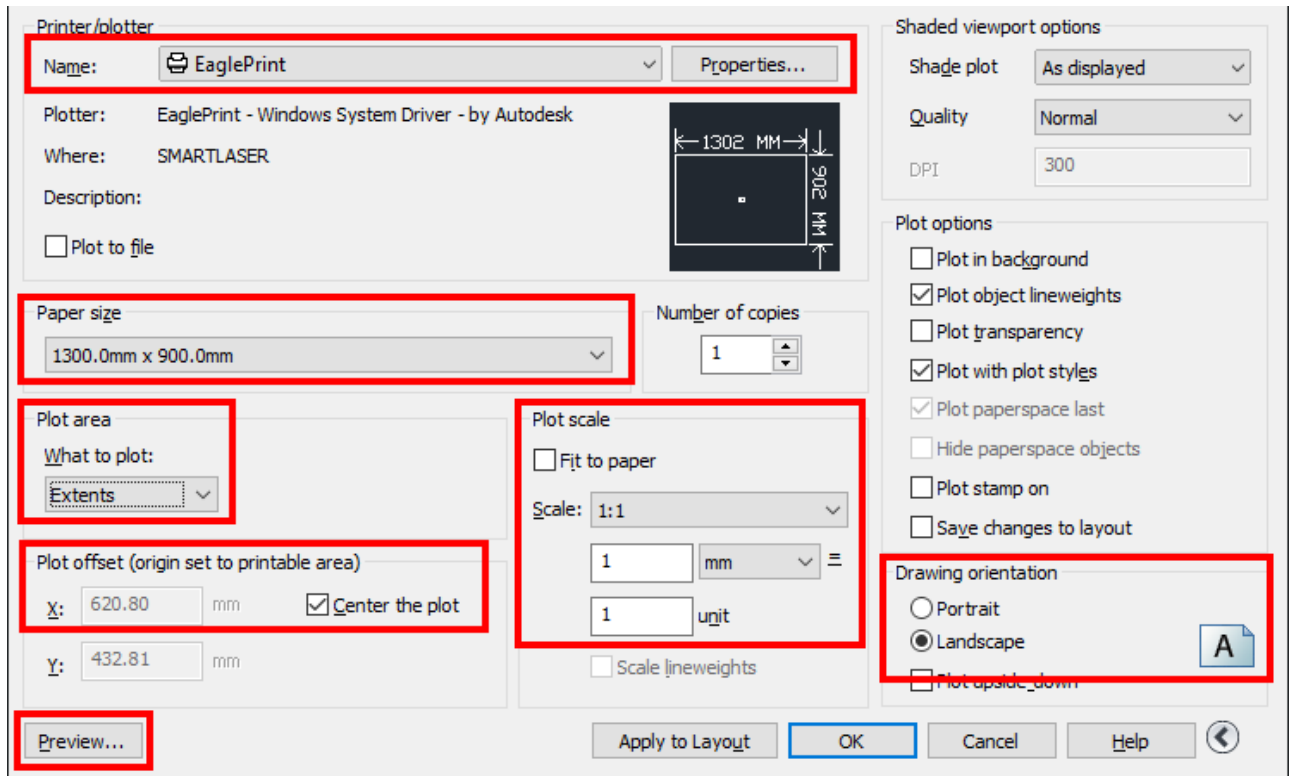 Printer/plotter
Name: EaglePrint Properties...
Plotter: EaglePrint - Windows System Driver - by Autodesk
Where: SMARTLASER
Description:
Plot to file
1302 MM
902 MM
Paper size
1300.0mm x 900.0mm
Number of copies
1
Plot area
What to plot:
Extents
Plot offset (origin set to printable area)
X: 620.80 mm Center the plot
Y: 432.81 mm
Plot scale
Fit to paper
Scale: 1:1
1 mm =
1 unit
Scale lineweights
Shaded viewport options
Shade plot As displayed
Quality Normal
DPI 300
Plot options
Plot in background
Plot object lineweights
Plot transparency
Plot with plot styles
Plot paperspace last
Hide paperspace objects
Plot stamp on
Save changes to layout
Drawing orientation
Portrait
Landscape
A
Plot upside-down
Preview... Apply to Layout OK Cancel Help